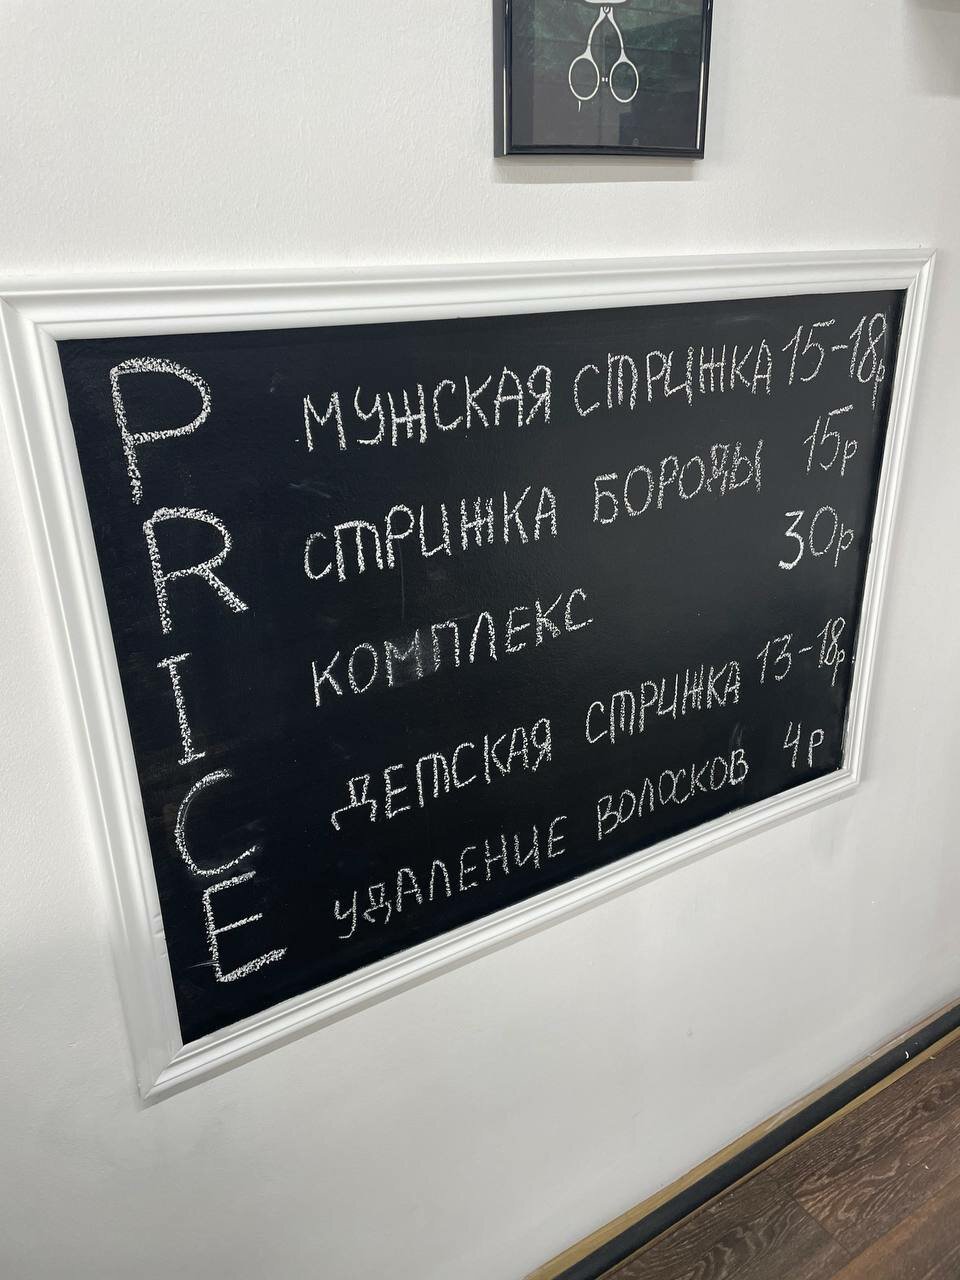 PRICE
МУЖСКАЯ СТРИЖКА 15-18р
СТРИЖКА БОРОДЫ 15р
КОМПЛЕКС 30р
ДЕТСКАЯ СТРИЖКА 13-18р
УДАЛЕНИЕ ВОЛОСКОВ 4р